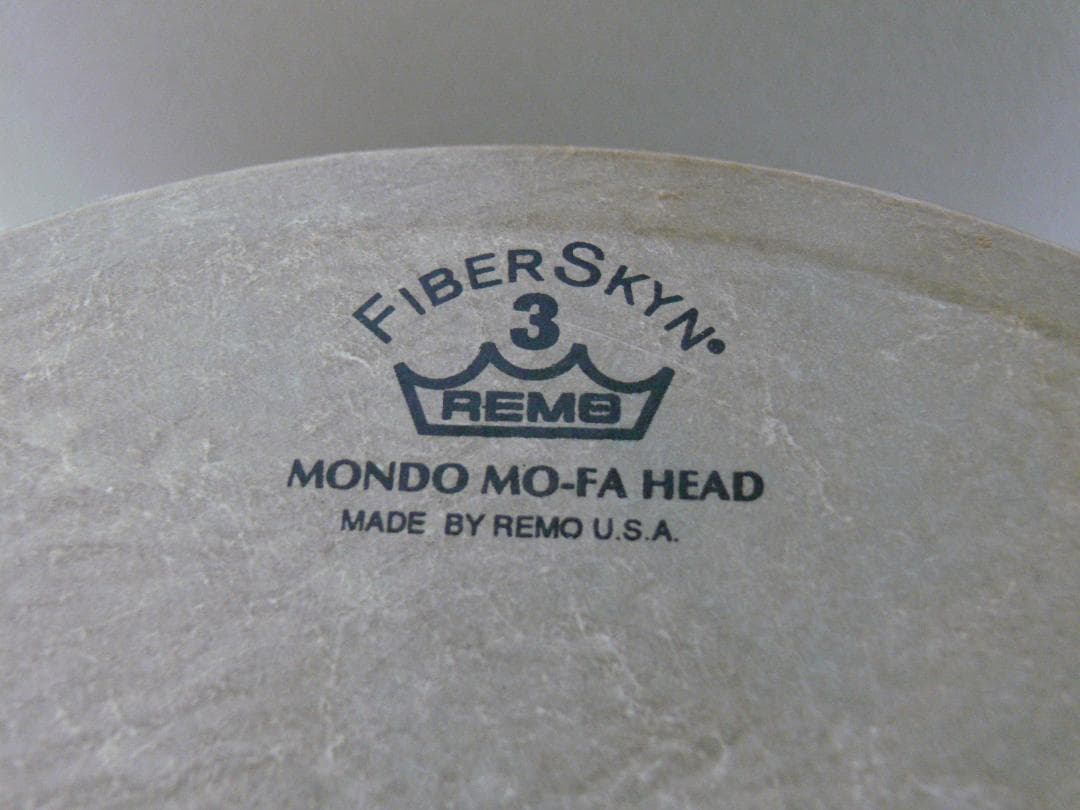 FIBERSKYN®
3
REMO
MONDO MO-FA HEAD
MADE BY REMO U.S.A.